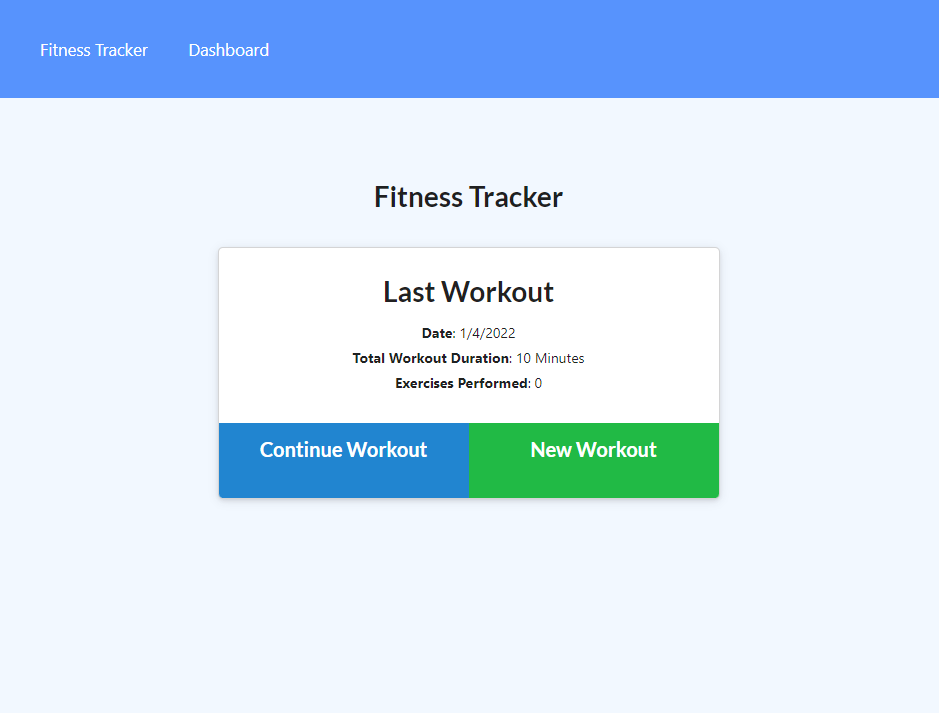 Fitness Tracker Dashboard
Fitness Tracker
Last Workout
Date: 1/4/2022
Total Workout Duration: 10 Minutes
Exercises Performed: 0
Continue Workout New Workout